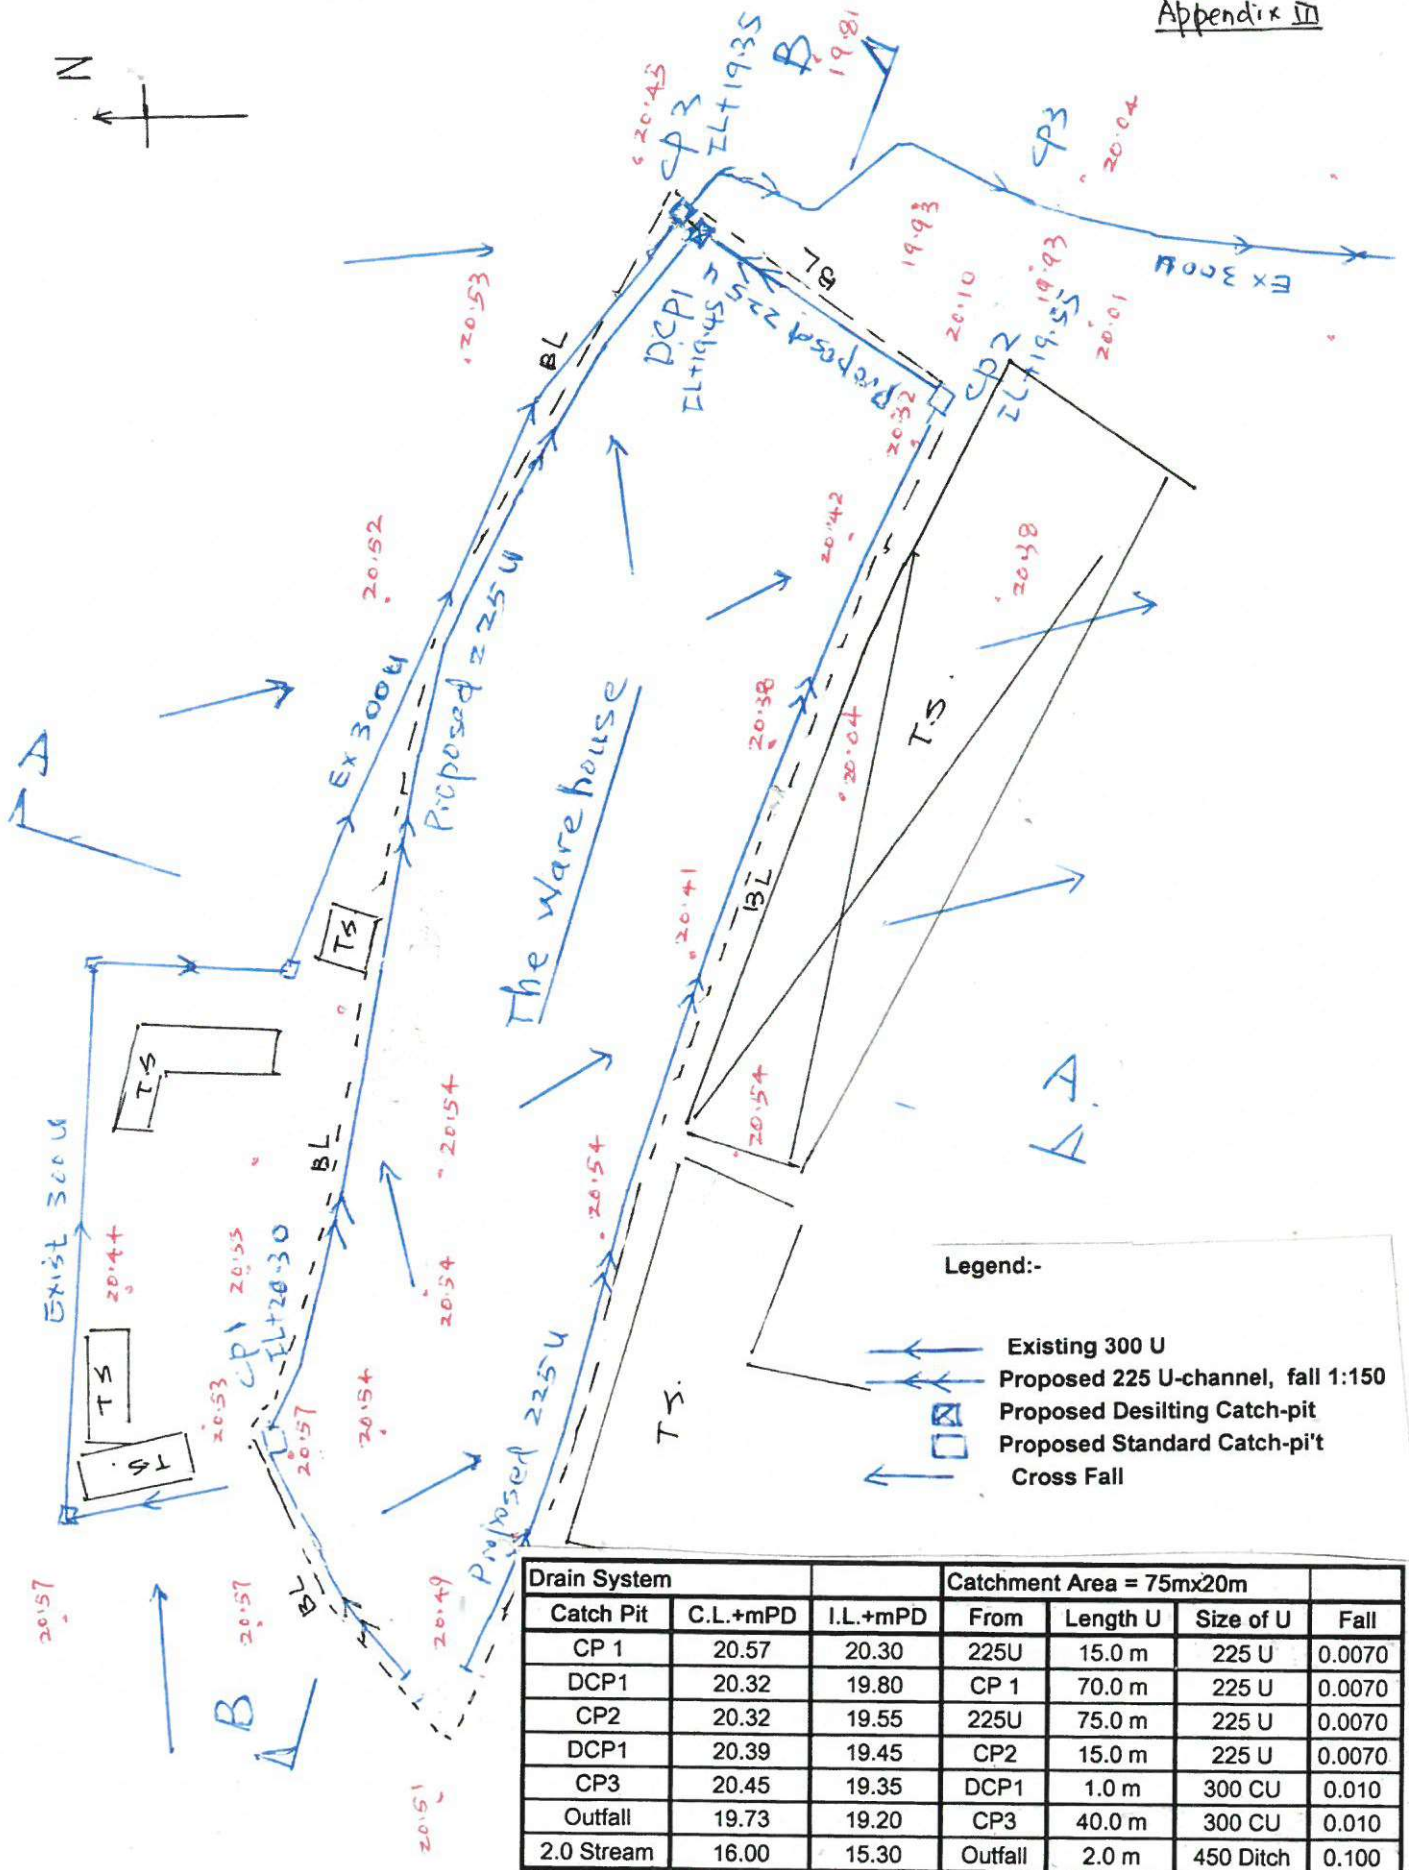 Appendix III
N
20.45
CP 3
IL+19.35
B
19.81
CP3
20.04
20.53
BL
DCP1
IL+19.45
Proposed 225 U
BL
19.93
20.10
19.93
20.01
Ex 300U
CP2
IL+19.55
20.32
20.42
20.38
20.52
Ex 300U
Proposed 225 U
The Warehouse
20.38
20.04
T.S.
A
TS
20.41
BL
TS
BL
20.54
20.54
20.54
A
Exist 300 U
20.44
20.53
CP1
IL+20.30
20.54
TS
TS.
20.53
20.57
20.54
Proposed 225 U
T.S.
20.57
20.57
BL
20.49
B
20.51
Legend:-
Existing 300 U
Proposed 225 U-channel, fall 1:150
Proposed Desilting Catch-pit
Proposed Standard Catch-pi't
Cross Fall
Drain System Catchment Area = 75mx20m
Catch Pit C.L.+mPD I.L.+mPD From Length U Size of U Fall
CP 1 20.57 20.30 225U 15.0 m 225 U 0.0070
DCP1 20.32 19.80 CP 1 70.0 m 225 U 0.0070
CP2 20.32 19.55 225U 75.0 m 225 U 0.0070
DCP1 20.39 19.45 CP2 15.0 m 225 U 0.0070
CP3 20.45 19.35 DCP1 1.0 m 300 CU 0.010
Outfall 19.73 19.20 CP3 40.0 m 300 CU 0.010
2.0 Stream 16.00 15.30 Outfall 2.0 m 450 Ditch 0.100